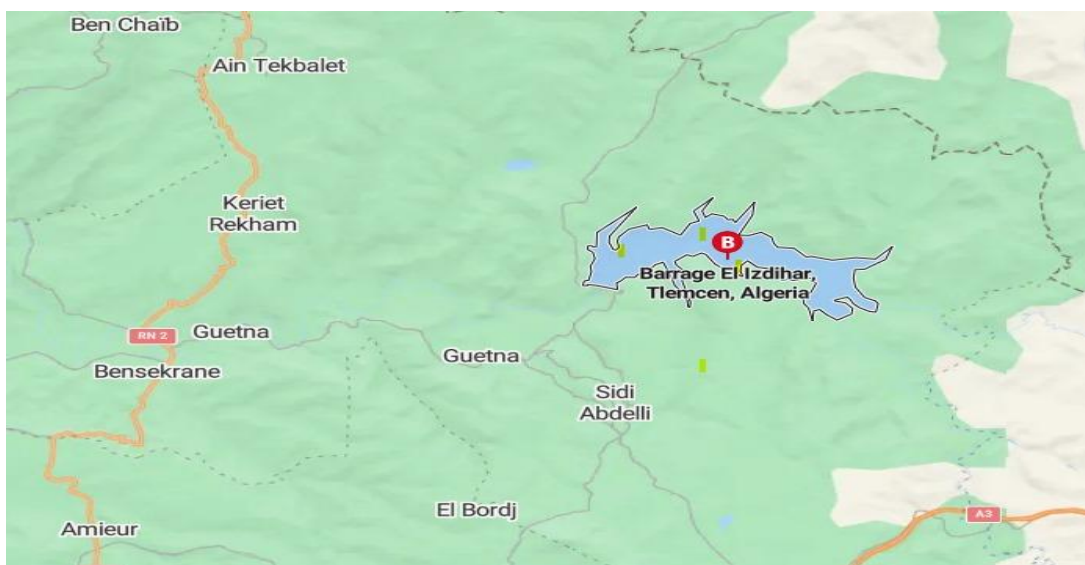 Ben Chaïb
Ain Tekbalet
Keriet
Rekham
B
Barrage El Izdihar,
Tlemcen, Algeria
RN 2
Guetna
Guetna
Bensekrane
Sidi
Abdelli
El Bordj
A3
Amieur